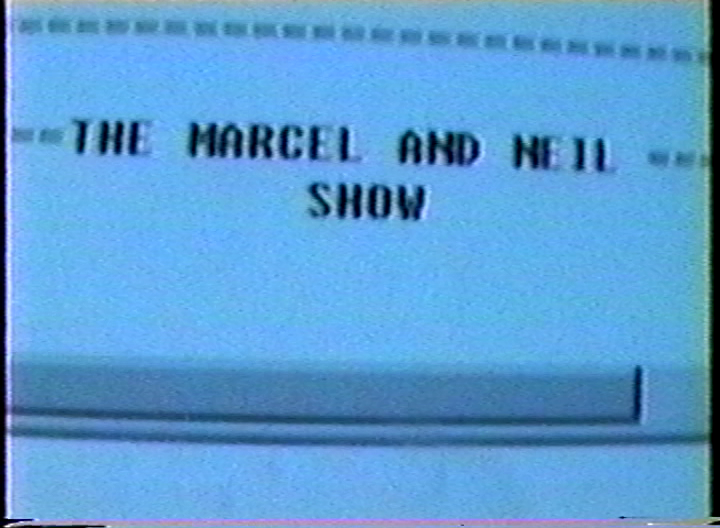 THE MARCEL AND NEIL
SHOW